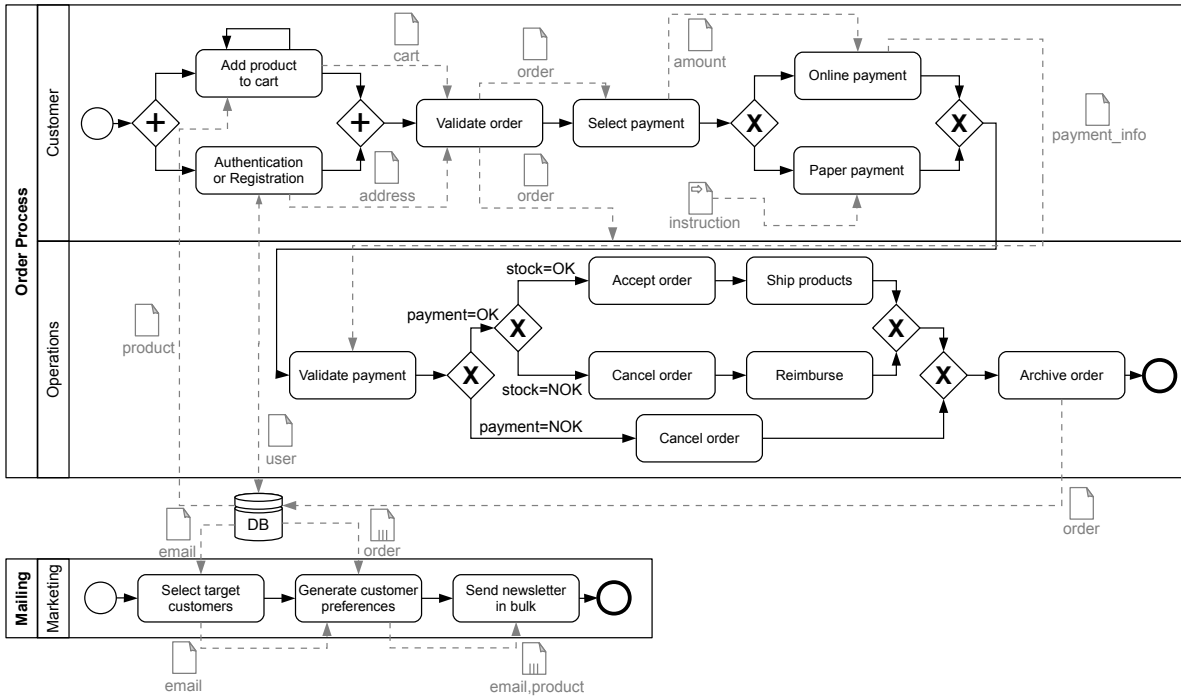 Order Process
Customer
Add product
to cart
Authentication
or Registration
cart
address
Validate order
order
order
Select payment
amount
X
Online payment
Paper payment
instruction
X
payment_info
Operations
product
user
Validate payment
X
payment=OK
payment=NOK
X
stock=OK
stock=NOK
Accept order
Ship products
Cancel order
Reimburse
Cancel order
X
X
Archive order
order
DB
email
order
Mailing
Marketing
Select target
customers
Generate customer
preferences
Send newsletter
in bulk
email
email,product